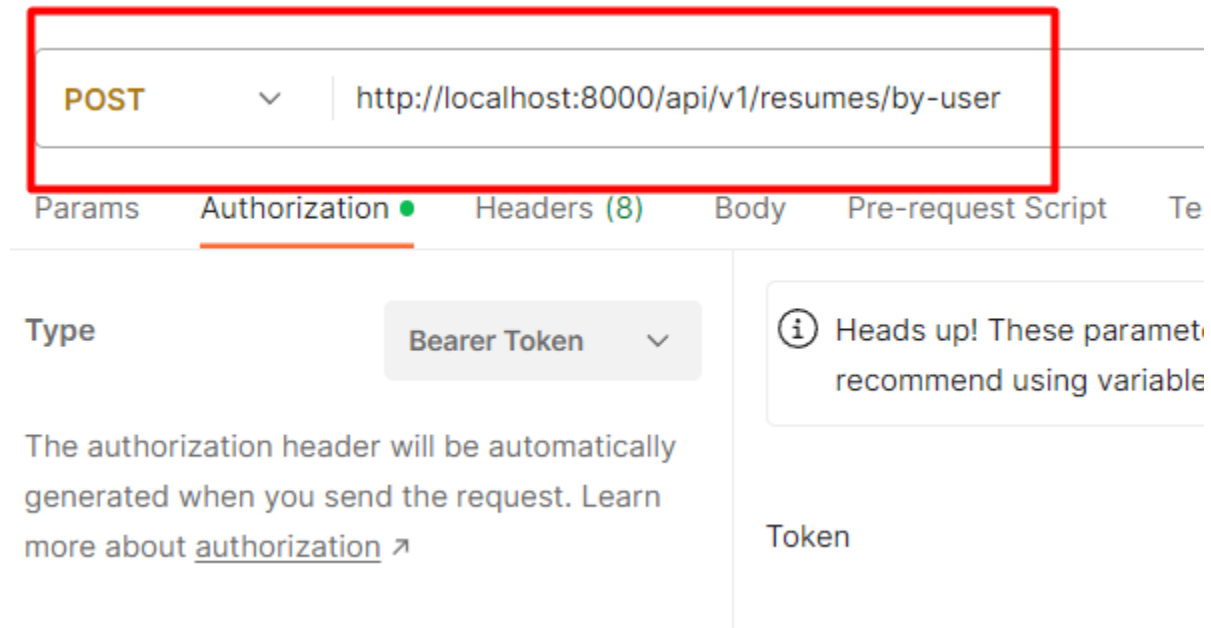 POST http://localhost:8000/api/v1/resumes/by-user
Params Authorization Headers (8) Body Pre-request Script Te
Type
Bearer Token
Heads up! These paramete
recommend using variable
The authorization header will be automatically
generated when you send the request. Learn
more about authorization ↗
Token